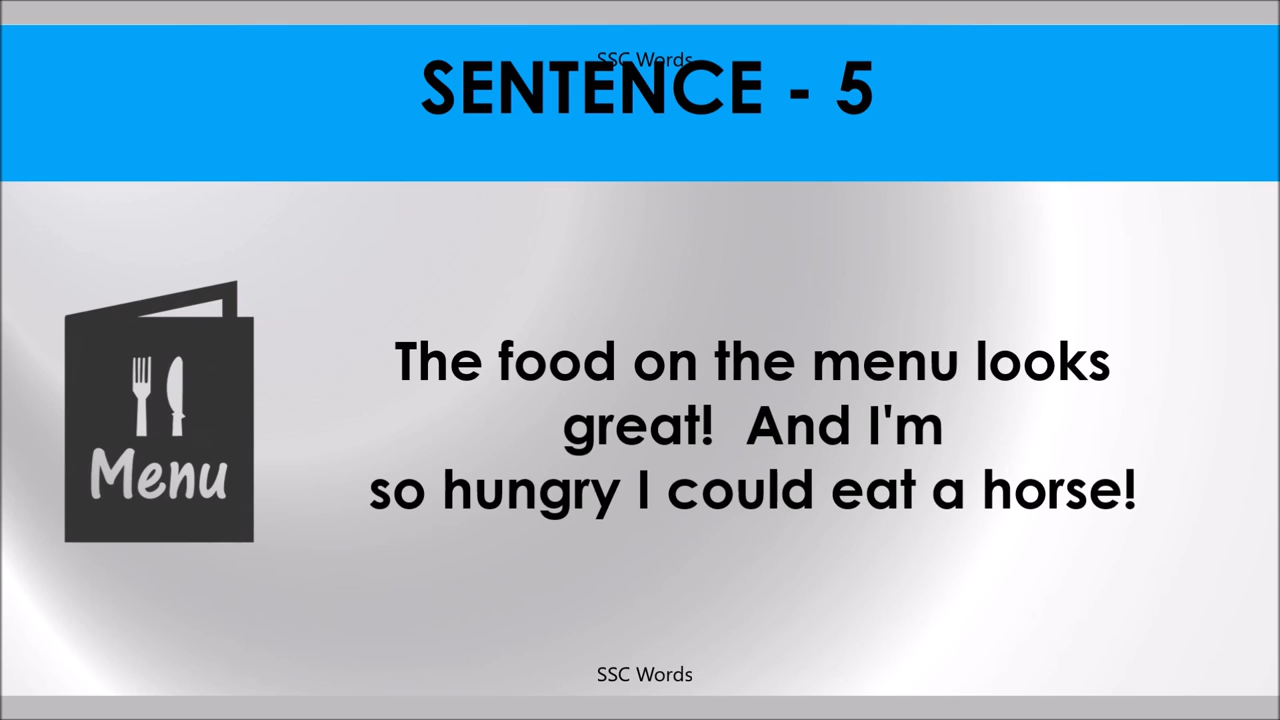 SSC Words
SENTENCE - 5
Menu
The food on the menu looks
great!  And I'm
so hungry I could eat a horse!
SSC Words